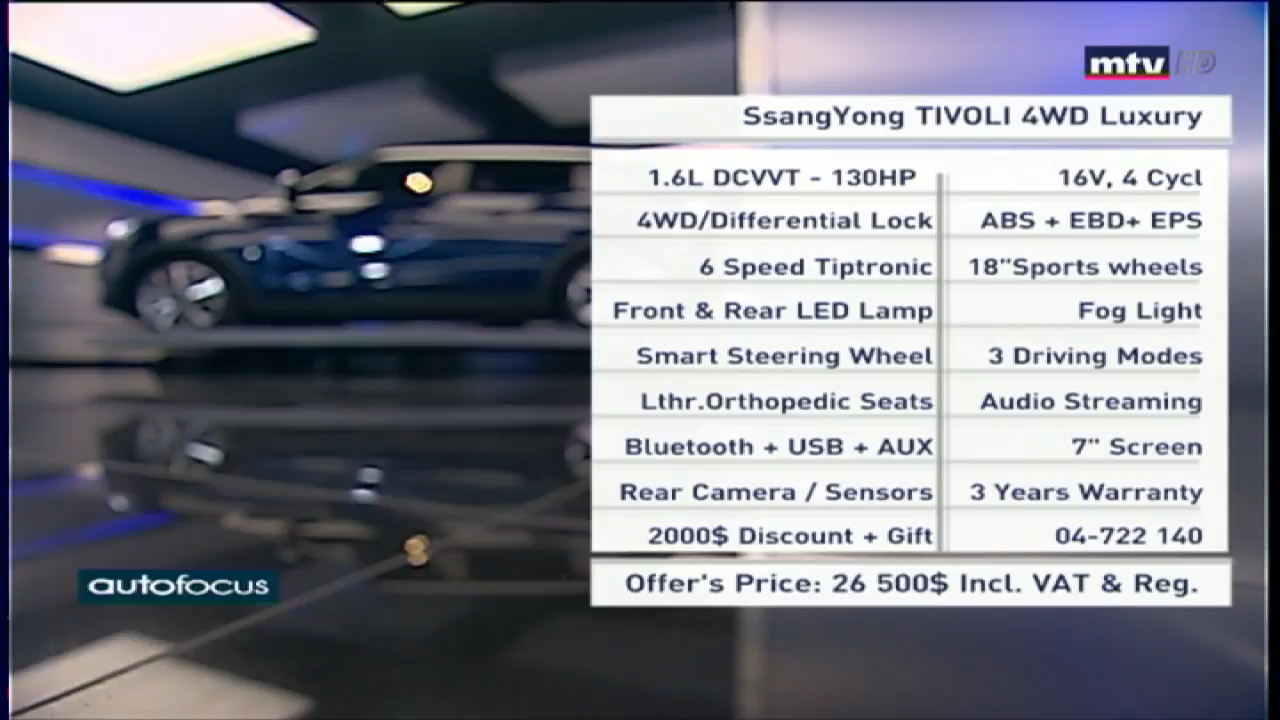 mtv HD
SsangYong TIVOLI 4WD Luxury
1.6L DCVVT - 130HP 16V, 4 Cycl
4WD/Differential Lock ABS + EBD+ EPS
6 Speed Tiptronic 18"Sports wheels
Front & Rear LED Lamp Fog Light
Smart Steering Wheel 3 Driving Modes
Lthr.Orthopedic Seats Audio Streaming
Bluetooth + USB + AUX 7" Screen
Rear Camera / Sensors 3 Years Warranty
2000$ Discount + Gift 04-722 140
autofocus
Offer's Price: 26 500$ Incl. VAT & Reg.